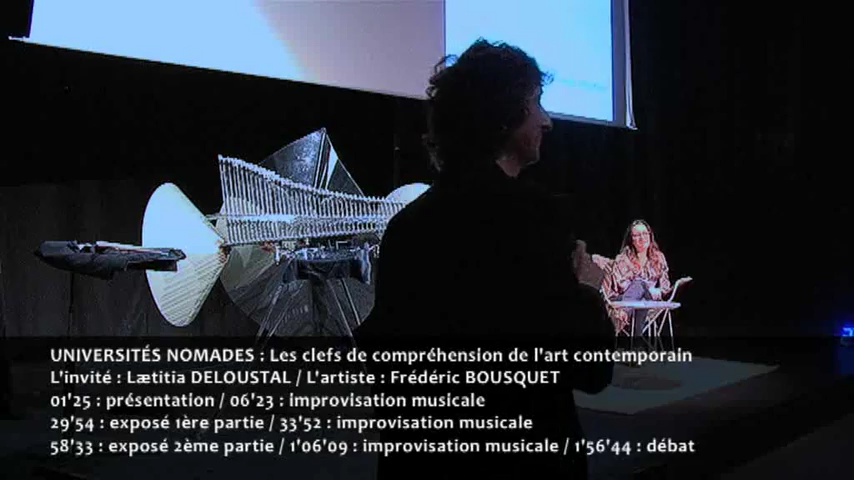 UNIVERSITÉS NOMADES : Les clefs de compréhension de l'art contemporain
L'invité : Lætitia DELOUSTAL / L'artiste : Frédéric BOUSQUET
01'25 : présentation / 06'23 : improvisation musicale
29'54 : exposé 1ère partie / 33'52 : improvisation musicale
58'33 : exposé 2ème partie / 1'06'09 : improvisation musicale / 1'56'44 : débat